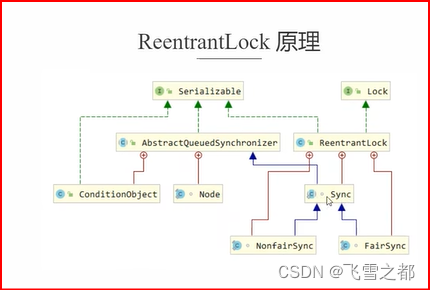 ReentrantLock 原理
I Serializable
I Lock
C AbstractQueuedSynchronizer
C ReentrantLock
C ConditionObject
C Node
C Sync
C NonfairSync
C FairSync
CSDN @飞雪之都